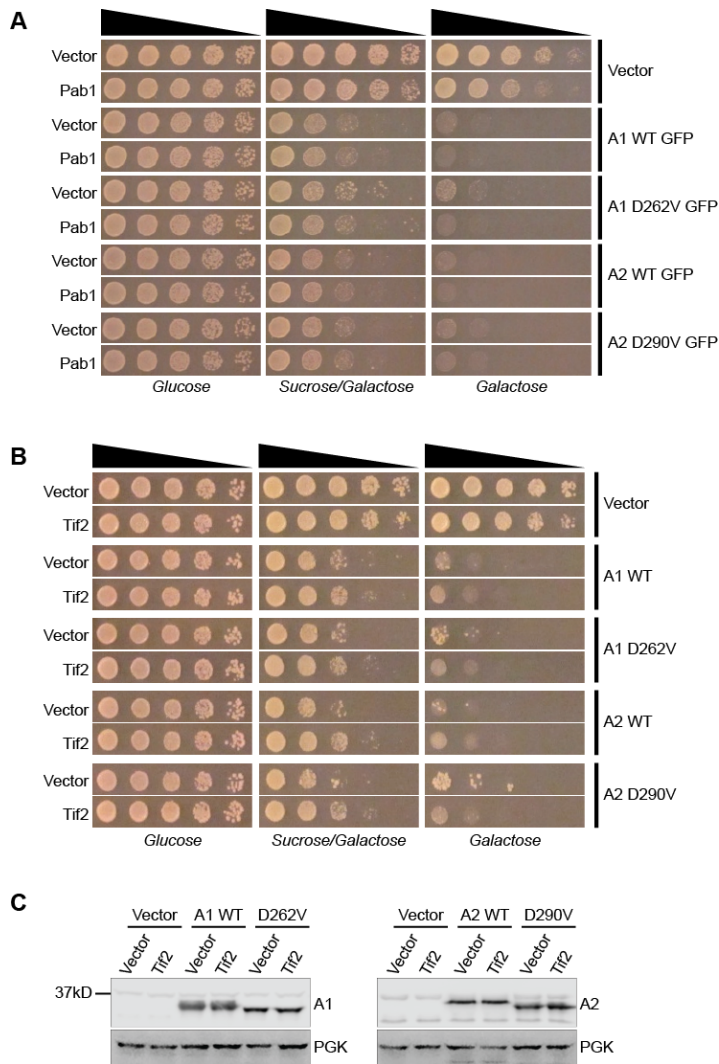 A
Vector
Pab1
Vector
Vector
Pab1
A1 WT GFP
Vector
Pab1
A1 D262V GFP
Vector
Pab1
A2 WT GFP
Vector
Pab1
A2 D290V GFP
Glucose Sucrose/Galactose Galactose
B
Vector
Tif2
Vector
Vector
Tif2
A1 WT
Vector
Tif2
A1 D262V
Vector
Tif2
A2 WT
Vector
Tif2
A2 D290V
Glucose Sucrose/Galactose Galactose
C
Vector A1 WT D262V
Vector Tif2 Vector Tif2 Vector Tif2
37kD
A1
PGK
Vector A2 WT D290V
Vector Tif2 Vector Tif2 Vector Tif2
A2
PGK